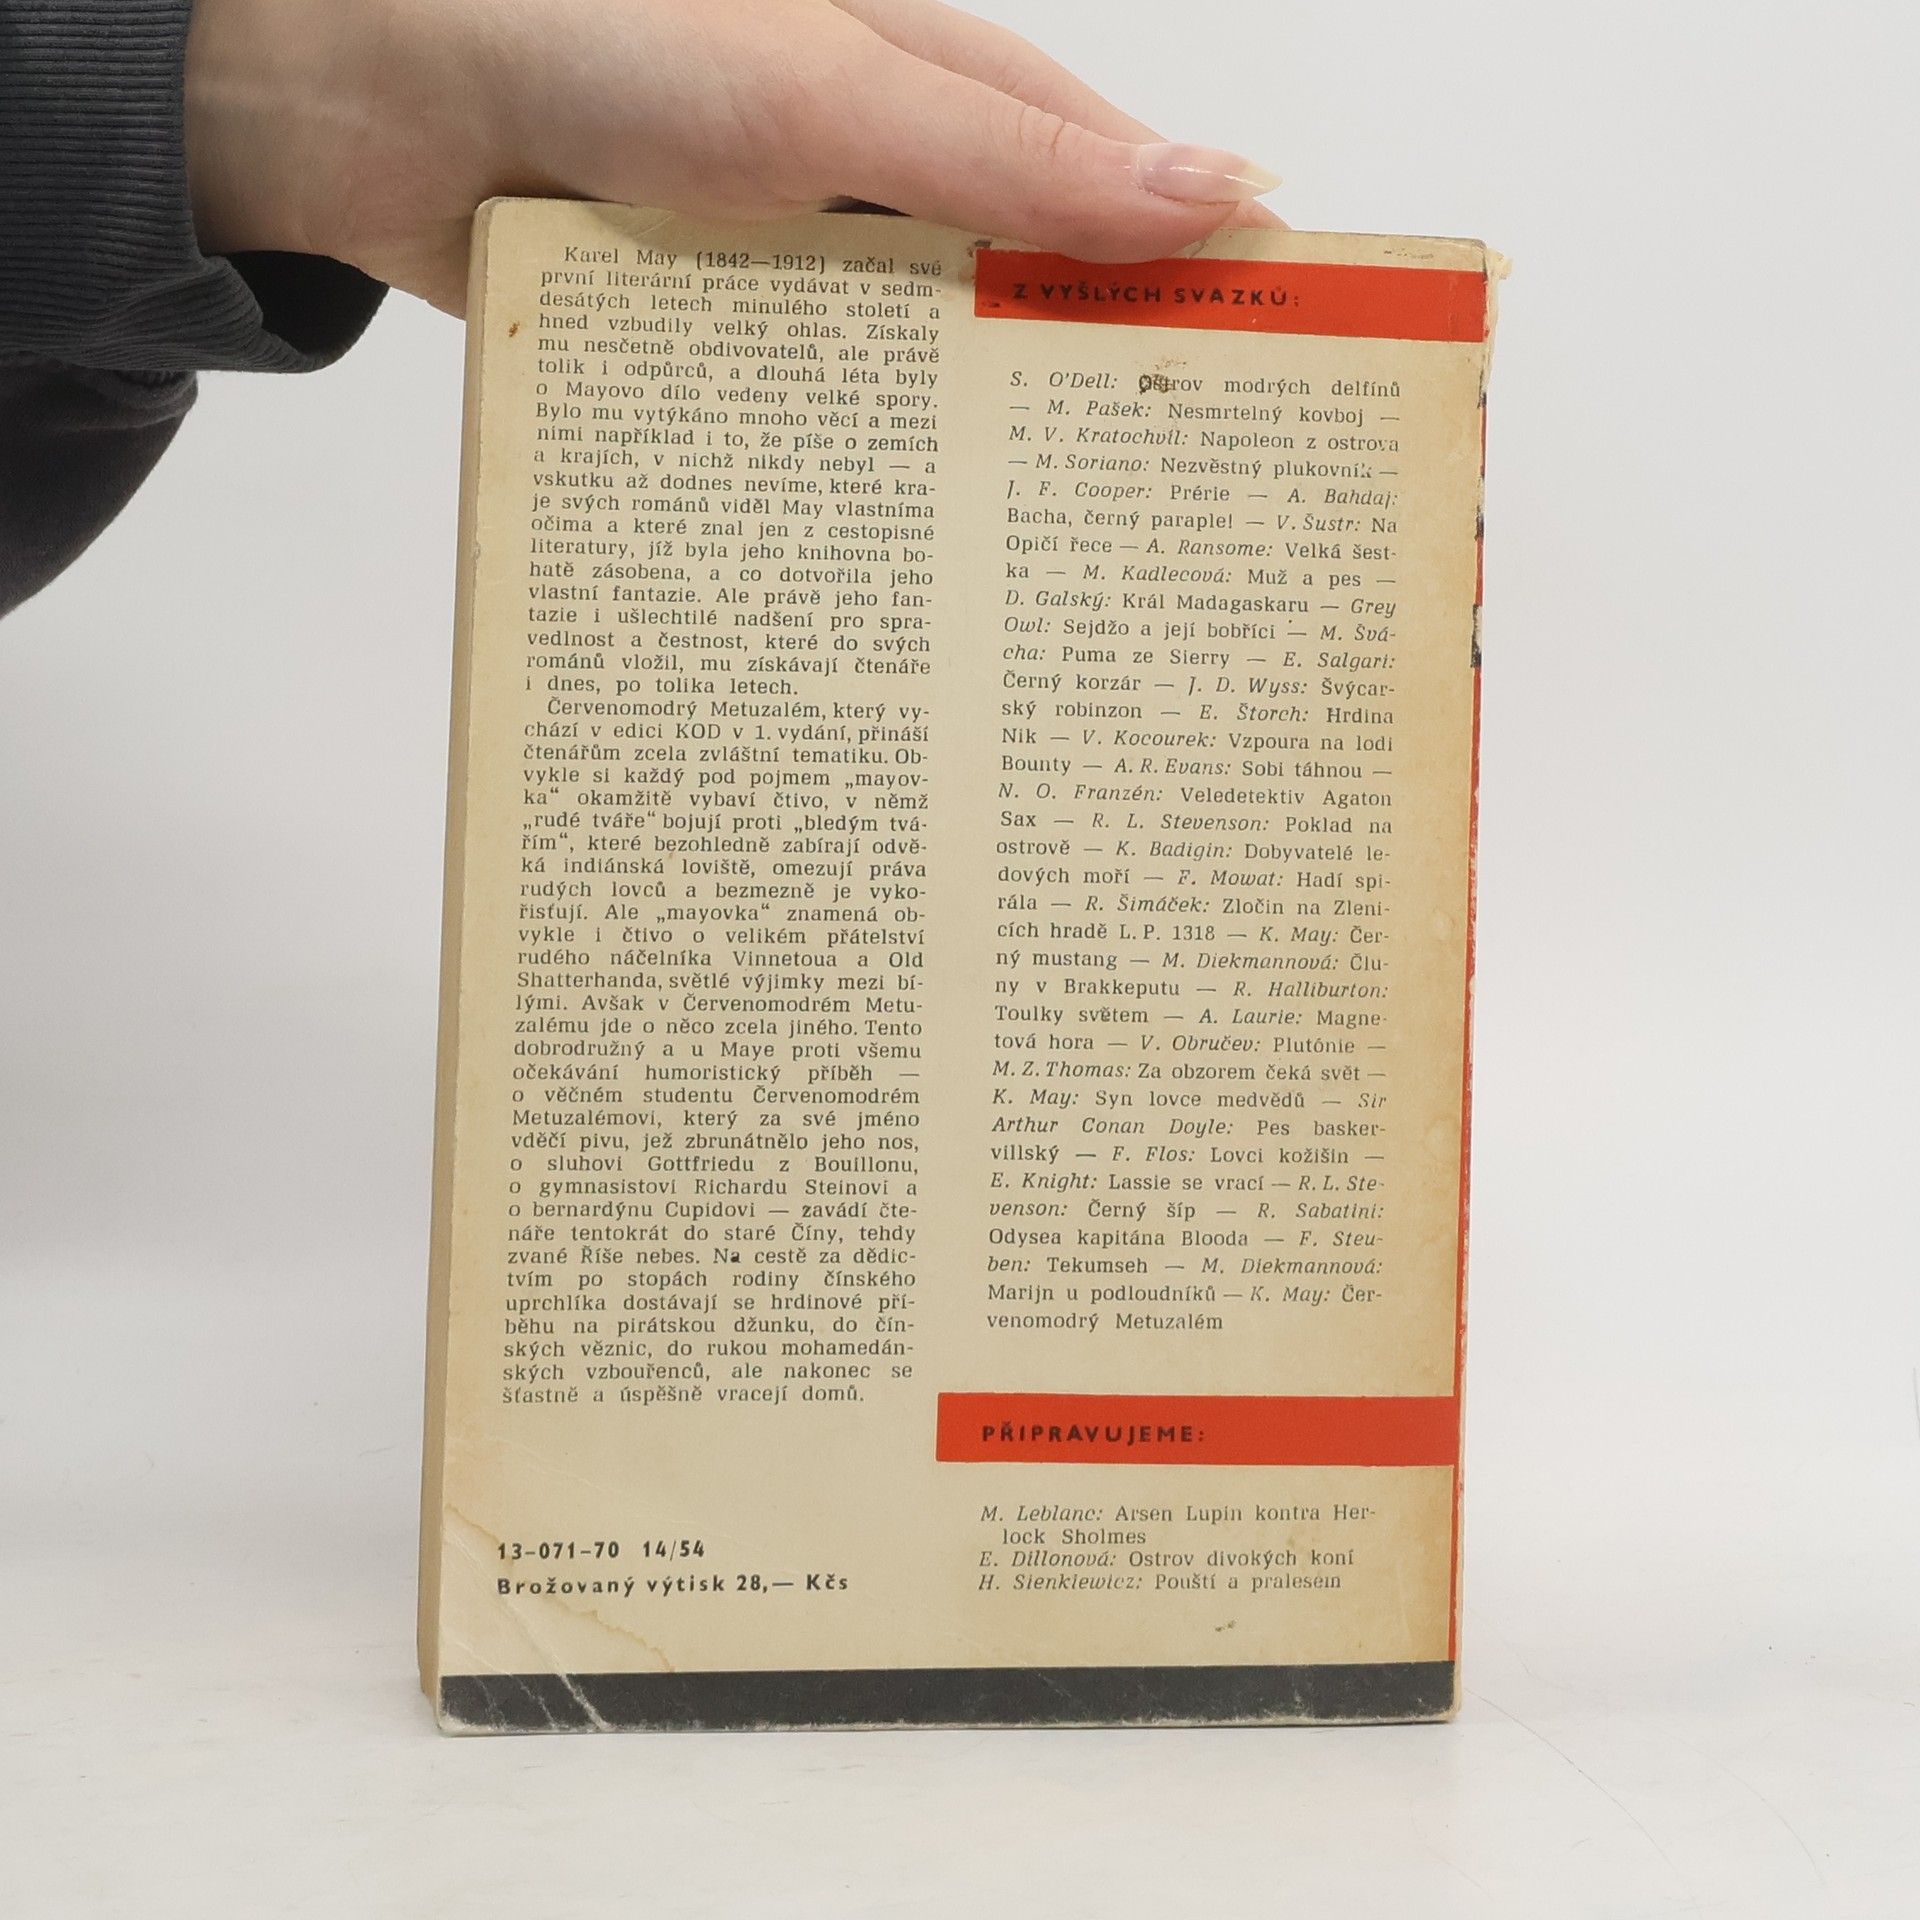 Karel May (1842—1912) začal své
první literární práce vydávat v sedm-
desátých letech minulého století a
hned vzbudily velký ohlas. Získaly
mu nesčetně obdivovatelů, ale právě
tolik i odpůrců, a dlouhá léta byly
o Mayovo dílo vedeny velké spory.
Bylo mu vytýkáno mnoho věcí a mezi
nimi například i to, že píše o zemích
a krajích, v nichž nikdy nebyl — a
vskutku až dodnes nevíme, které kra-
je svých románů viděl May vlastníma
očima a které znal jen z cestopisné
literatury, jíž byla jeho knihovna bo-
hatě zásobena, a co dotvořila jeho
vlastní fantazie. Ale právě jeho fan-
tazie i ušlechtilé nadšení pro spra-
vedlnost a čestnost, které do svých
románů vložil, mu získávají čtenáře
i dnes, po tolika letech.
Červenomodrý Metuzalém, který vy-
chází v edici KOD v 1. vydání, přináší
čtenářům zcela zvláštní tematiku. Ob-
vykle si každý pod pojmem „mayov-
ka“ okamžitě vybaví čtivo, v němž
„rudé tváře“ bojují proti „bledým tvá-
řím“, které bezohledně zabírají odvě-
ká indiánská loviště, omezují práva
rudých lovců a bezmezně je vyko-
řisťují. Ale „mayovka“ znamená ob-
vykle i čtivo o velikém přátelství
rudého náčelníka Vinnetoua a Old
Shatterhanda, světlé výjimky mezi bí-
lými. Avšak v Červenomodrém Metu-
zalému jde o něco zcela jiného. Tento
dobrodružný a u Maye proti všemu
očekávání humoristický příběh —
o věčném studentu Červenomodrém
Metuzalémovi, který za své jméno
vděčí pivu, jež zbrunátnělo jeho nos,
o sluhovi Gottfriedu z Bouillonu,
o gymnasistovi Richardu Steinovi a
o bernardýnu Cupidovi — zavádí čte-
náře tentokrát do staré Číny, tehdy
zvané Říše nebes. Na cestě za dědic-
tvím po stopách rodiny čínského
uprchlíka dostávají se hrdinové pří-
běhu na pirátskou džunku, do čín-
ských věznic, do rukou mohamedán-
ských vzbouřenců, ale nakonec se
šťastně a úspěšně vracejí domů.
13-071-70 14/54
Brožovaný výtisk 28,— Kčs
Z VYŠLÝCH SVAZKŮ:
S. O'Dell: Ostrov modrých delfínů
— M. Pašek: Nesmrtelný kovboj —
M. V. Kratochvíl: Napoleon z ostrova
— M. Soriano: Nezvěstný plukovník —
J. F. Cooper: Prérie — A. Bahdaj:
Bacha, černý paraple! — V. Šustr: Na
Opičí řece — A. Ransome: Velká šest-
ka — M. Kadlecová: Muž a pes —
D. Galský: Král Madagaskaru — Grey
Owl: Sejdžo a její bobříci — M. Švá-
cha: Puma ze Sierry — E. Salgari:
Černý korzár — J. D. Wyss: Švýcar-
ský robinzon — E. Štorch: Hrdina
Nik — V. Kocourek: Vzpoura na lodi
Bounty — A. R. Evans: Sobi táhnou —
N. O. Franzén: Veledetektiv Agaton
Sax — R. L. Stevenson: Poklad na
ostrově — K. Badigin: Dobyvatelé le-
dových moří — F. Mowat: Hadí spi-
rála — R. Šimáček: Zločin na Zleni-
cích hradě L. P. 1318 — K. May: Čer-
ný mustang — M. Diekmannová: Člu-
ny v Brakkeputu — R. Halliburton:
Toulky světem — A. Laurie: Magne-
tová hora — V. Obručev: Plutónie —
M. Z. Thomas: Za obzorem čeká svět —
K. May: Syn lovce medvědů — Sir
Arthur Conan Doyle: Pes basker-
villský — F. Flos: Lovci kožišin —
E. Knight: Lassie se vrací — R. L. Ste-
venson: Černý šíp — R. Sabatini:
Odysea kapitána Blooda — F. Steu-
ben: Tekumseh — M. Diekmannová:
Marijn u podloudníků — K. May: Čer-
venomodrý Metuzalém
PŘIPRAVUJEME:
M. Leblanc: Arsen Lupin kontra Her-
lock Sholmes
E. Dillonová: Ostrov divokých koní
H. Sienkiewicz: Pouští a pralesem